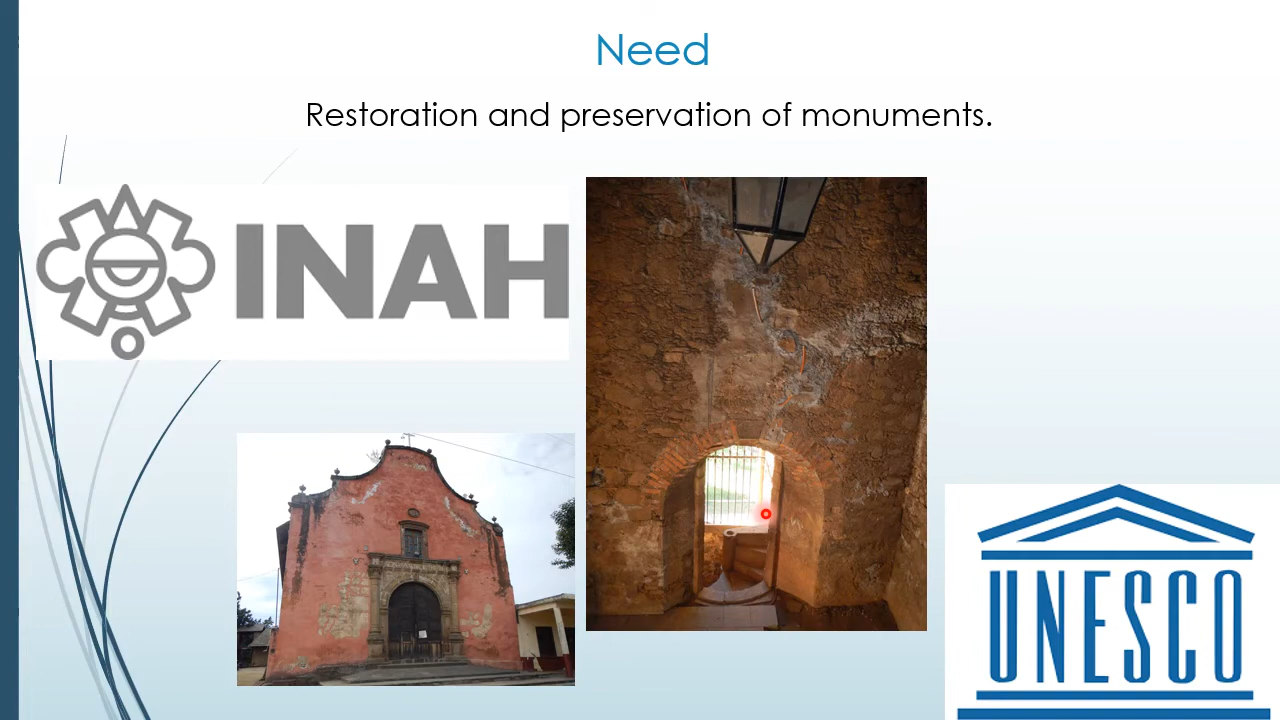 Need
Restoration and preservation of monuments.
INAH
UNESCO